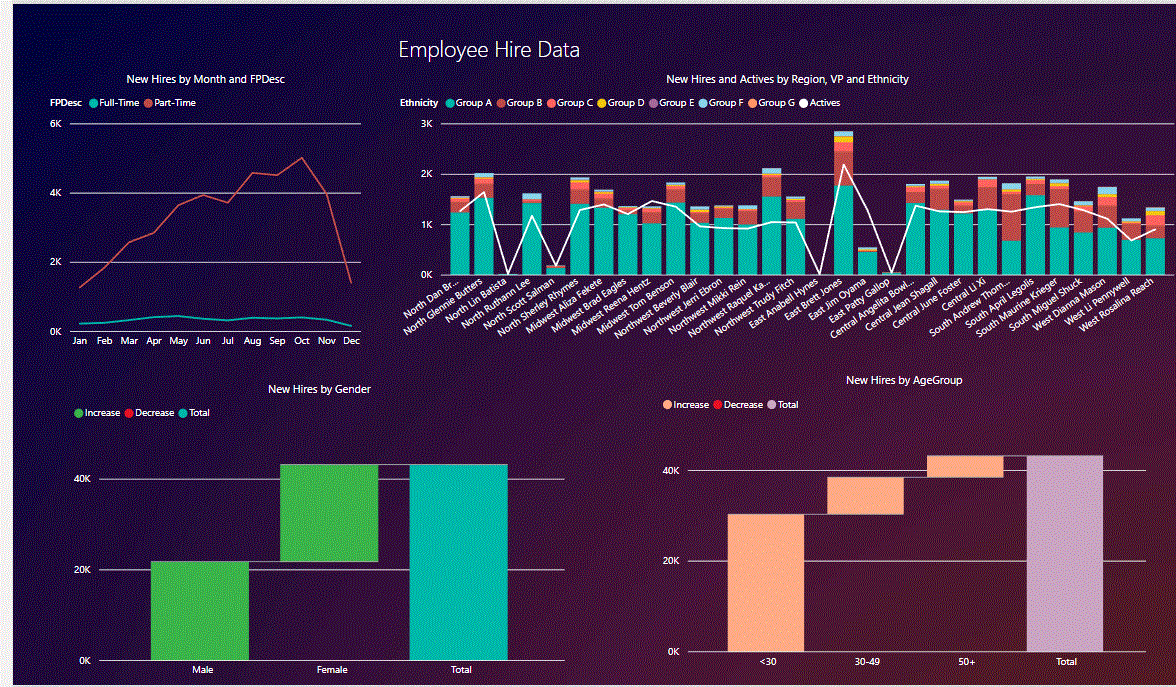 Employee Hire Data
New Hires by Month and FPDesc
FPDesc Full-Time Part-Time
6K
4K
2K
0K
Jan Feb Mar Apr May Jun Jul Aug Sep Oct Nov Dec
New Hires and Actives by Region, VP and Ethnicity
Ethnicity Group A Group B Group C Group D Group E Group F Group G Actives
3K
2K
1K
0K
North Dan Br...
North Glennie Butters
North Lin Batista
North Ruthann Lee
North Scott Salman
North Sherley Rhymes
Midwest Aliza Fekete
Midwest Brad Eagles
Midwest Reena Hentz
Midwest Tom Benson
Northwest Beverly Blair
Northwest Merri Ebron
Northwest Mikki Rein
Northwest Raquel Ka...
Northwest Trudy Fitch
East Anabell Hynes
East Brett Jones
East Jim Oyama
East Patty Gallop
Central Angelba Bowl...
Central Jean Shagall
Central June Foster
Central Li Xi
South Andrew Thom...
South April Legolis
South Maurine Krieger
South Miguel Shuck
West Dianna Mason
West Li Pennywell
West Rosalina Reach
New Hires by Gender
Increase Decrease Total
40K
20K
0K
Male Female Total
New Hires by AgeGroup
Increase Decrease Total
40K
20K
0K
<30 30-49 50+ Total